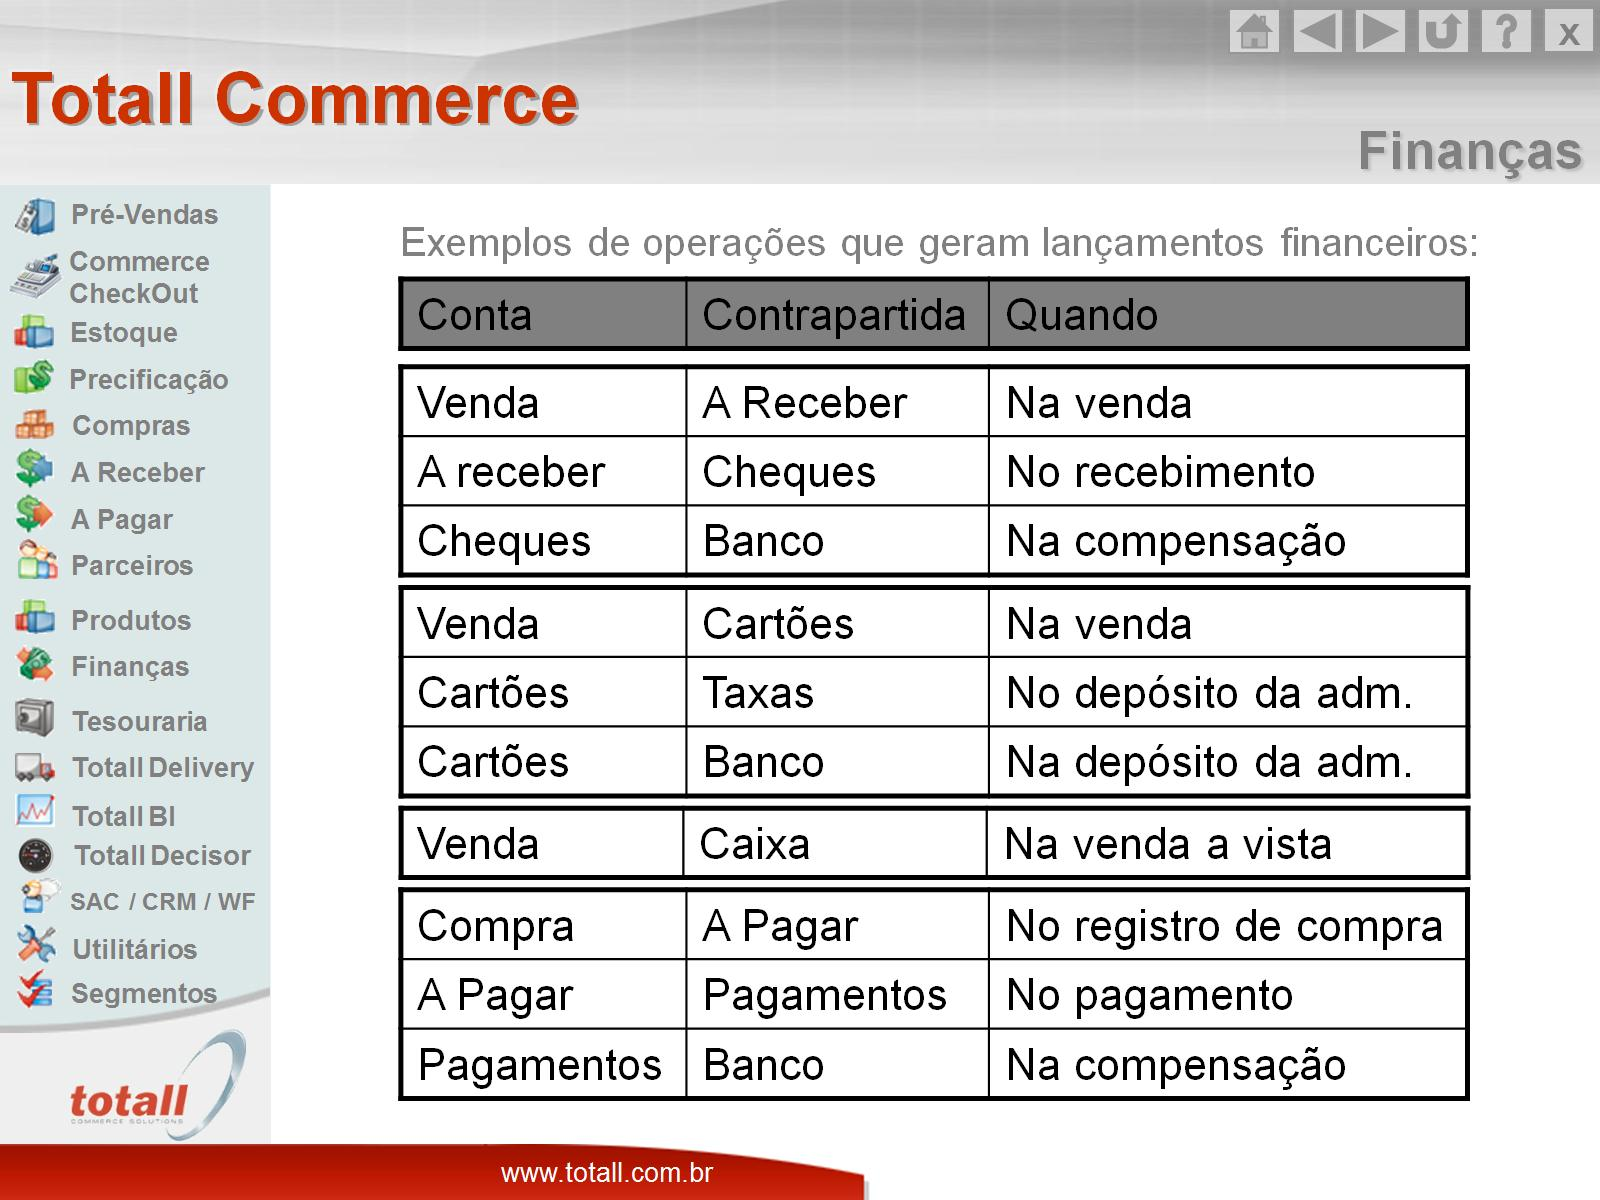 x
Totall Commerce
Finanças
Pré-Vendas
Commerce
CheckOut
Estoque
Precificação
Compras
A Receber
A Pagar
Parceiros
Produtos
Finanças
Tesouraria
Totall Delivery
Totall BI
Totall Decisor
SAC / CRM / WF
Utilitários
Segmentos
totall
COMMERCE SOLUTIONS
Exemplos de operações que geram lançamentos financeiros:
Conta Contrapartida Quando
Venda A Receber Na venda
A receber Cheques No recebimento
Cheques Banco Na compensação
Venda Cartões Na venda
Cartões Taxas No depósito da adm.
Cartões Banco Na depósito da adm.
Venda Caixa Na venda a vista
Compra A Pagar No registro de compra
A Pagar Pagamentos No pagamento
Pagamentos Banco Na compensação
www.totall.com.br